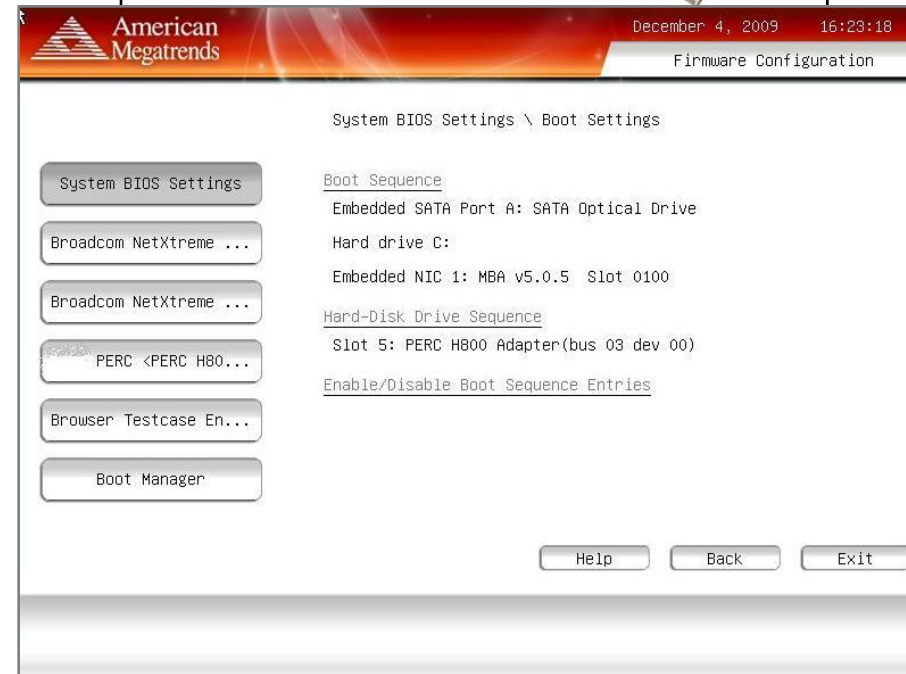 American
Megatrends
December 4, 2009 16:23:18
Firmware Configuration
System BIOS Settings \ Boot Settings
System BIOS Settings
Broadcom NetXtreme ...
Broadcom NetXtreme ...
PERC <PERC H80...
Browser Testcase En...
Boot Manager
Boot Sequence
Embedded SATA Port A: SATA Optical Drive
Hard drive C:
Embedded NIC 1: MBA v5.0.5 Slot 0100
Hard-Disk Drive Sequence
Slot 5: PERC H800 Adapter(bus 03 dev 00)
Enable/Disable Boot Sequence Entries
Help Back Exit